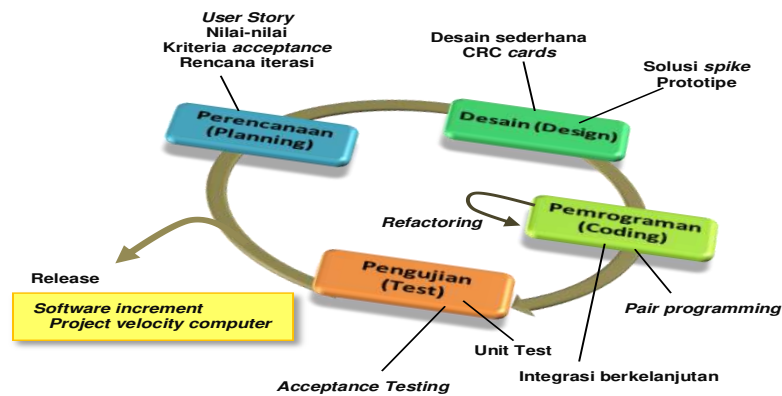 User Story
Nilai-nilai
Kriteria acceptance
Rencana iterasi
Desain sederhana
CRC cards
Solusi spike
Prototipe
Perencanaan
(Planning)
Desain (Design)
Refactoring
Pemrograman
(Coding)
Pengujian
(Test)
Release
Software increment
Project velocity computer
Pair programming
Unit Test
Integrasi berkelanjutan
Acceptance Testing